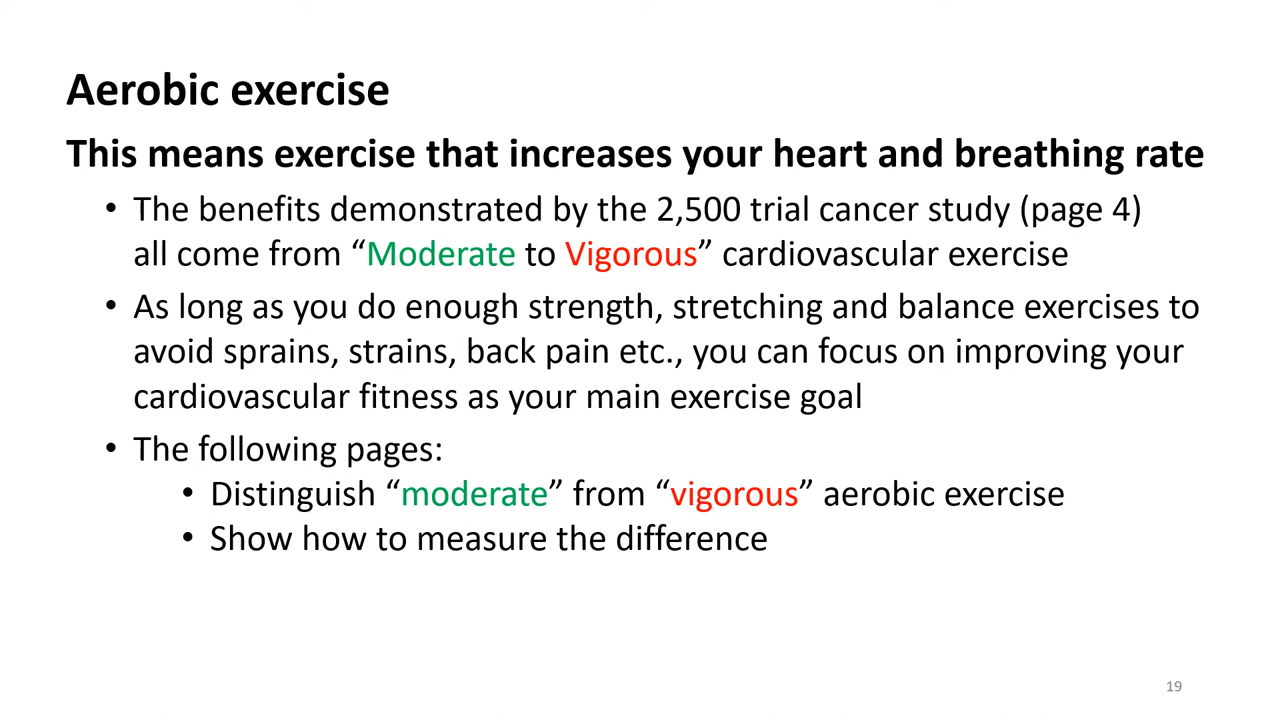 Aerobic exercise
This means exercise that increases your heart and breathing rate
• The benefits demonstrated by the 2,500 trial cancer study (page 4)
all come from “Moderate to Vigorous” cardiovascular exercise
• As long as you do enough strength, stretching and balance exercises to
avoid sprains, strains, back pain etc., you can focus on improving your
cardiovascular fitness as your main exercise goal
• The following pages:
• Distinguish “moderate” from “vigorous” aerobic exercise
• Show how to measure the difference
19